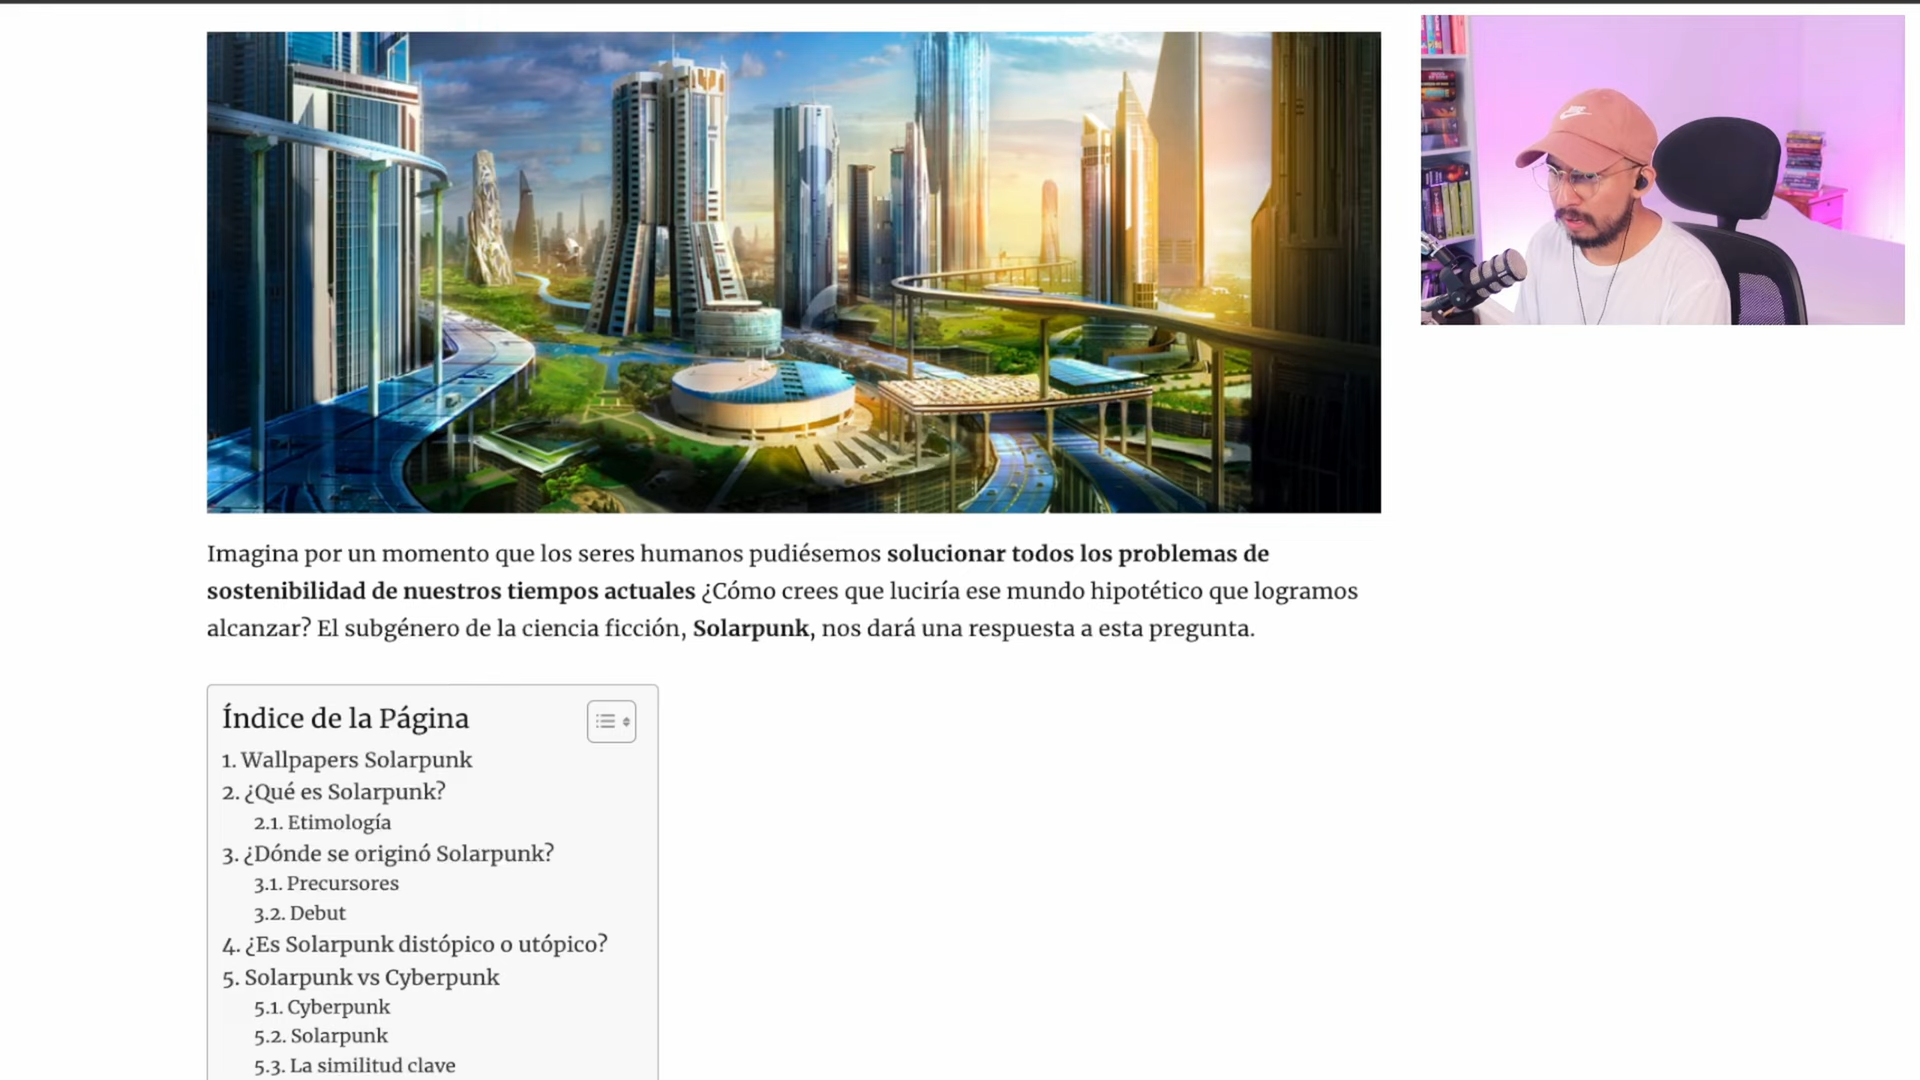 Imagina por un momento que los seres humanos pudiésemos solucionar todos los problemas de
sostenibilidad de nuestros tiempos actuales ¿Cómo crees que luciría ese mundo hipotético que logramos
alcanzar? El subgénero de la ciencia ficción, Solarpunk, nos dará una respuesta a esta pregunta.
Índice de la Página
1. Wallpapers Solarpunk
2. ¿Qué es Solarpunk?
2.1. Etimología
3. ¿Dónde se originó Solarpunk?
3.1. Precursores
3.2. Debut
4. ¿Es Solarpunk distópico o utópico?
5. Solarpunk vs Cyberpunk
5.1. Cyberpunk
5.2. Solarpunk
5.3. La similitud clave